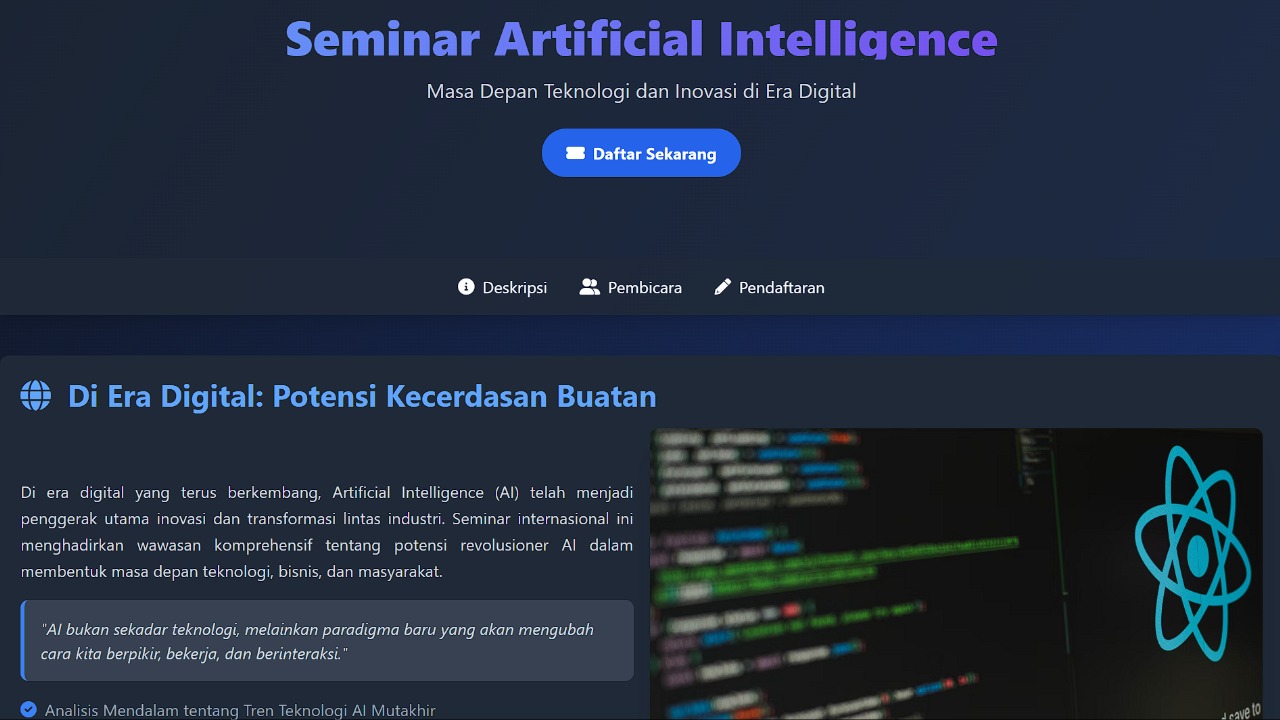 Seminar Artificial Intelligence
Masa Depan Teknologi dan Inovasi di Era Digital
Daftar Sekarang
Deskripsi
Pembicara
Pendaftaran
Di Era Digital: Potensi Kecerdasan Buatan
Di era digital yang terus berkembang, Artificial Intelligence (AI) telah menjadi
penggerak utama inovasi dan transformasi lintas industri. Seminar internasional ini
menghadirkan wawasan komprehensif tentang potensi revolusioner AI dalam
membentuk masa depan teknologi, bisnis, dan masyarakat.
"AI bukan sekadar teknologi, melainkan paradigma baru yang akan mengubah
cara kita berpikir, bekerja, dan berinteraksi."
Analisis Mendalam tentang Tren Teknologi AI Mutakhir
save to